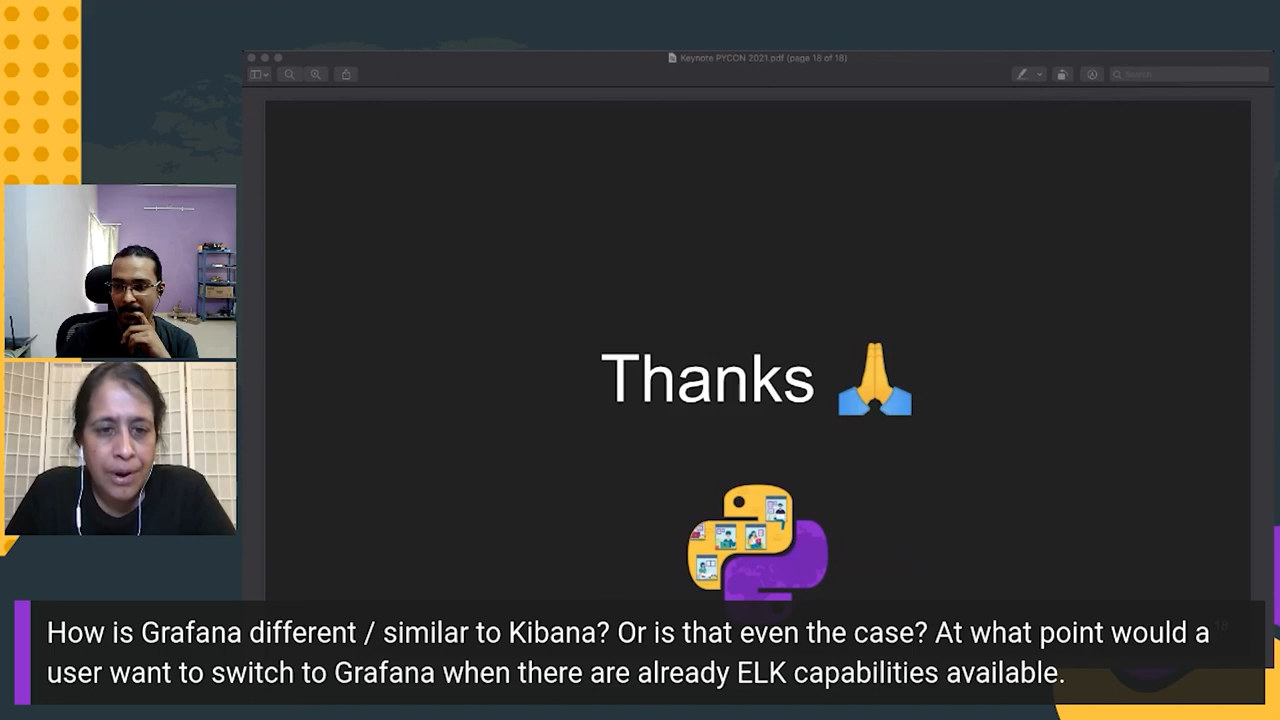 Keynote PYCON 2021.pdf (page 18 of 18)
Search
Thanks 🙏
18
How is Grafana different / similar to Kibana? Or is that even the case? At what point would a
user want to switch to Grafana when there are already ELK capabilities available.